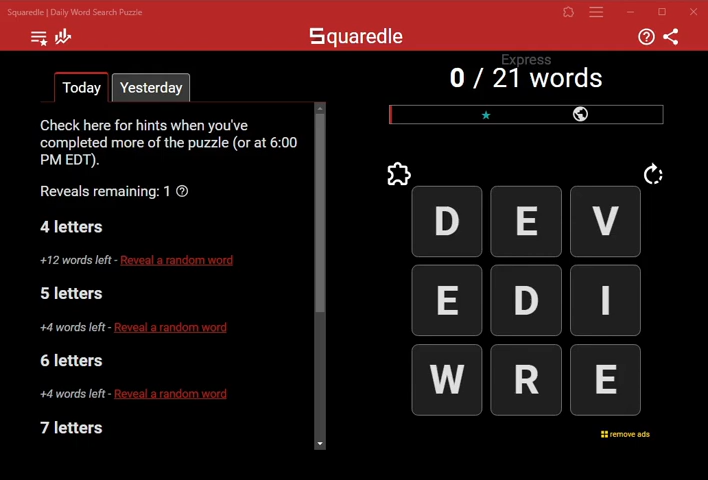 Squaredle | Daily Word Search Puzzle
Squaredle
Today
Yesterday
Check here for hints when you've
completed more of the puzzle (or at 6:00
PM EDT).
Reveals remaining: 1
4 letters
+12 words left - Reveal a random word
5 letters
+4 words left - Reveal a random word
6 letters
+4 words left - Reveal a random word
7 letters
Express
0 / 21 words
D E V
E D I
W R E
remove ads